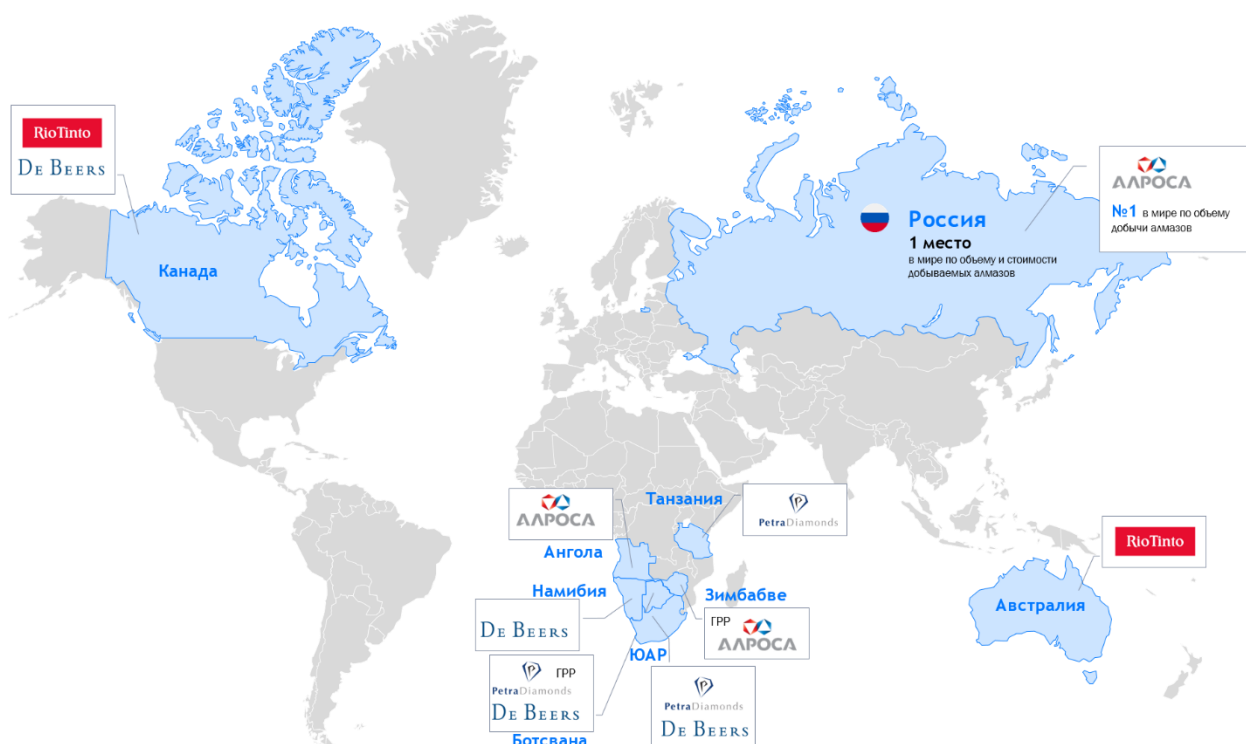 RioTinto
DE BEERS
Канада
АЛРОСА
№1 в мире по объему
добычи алмазов
Россия
1 место
в мире по объему и стоимости
добываемых алмазов
АЛРОСА
Ангола
Танзания
PetraDiamonds
RioTinto
Австралия
Намибия
DE BEERS
Зимбабве
ГРР
АЛРОСА
ЮАР
ГРР
PetraDiamonds
DE BEERS
Ботсвана
PetraDiamonds
DE BEERS